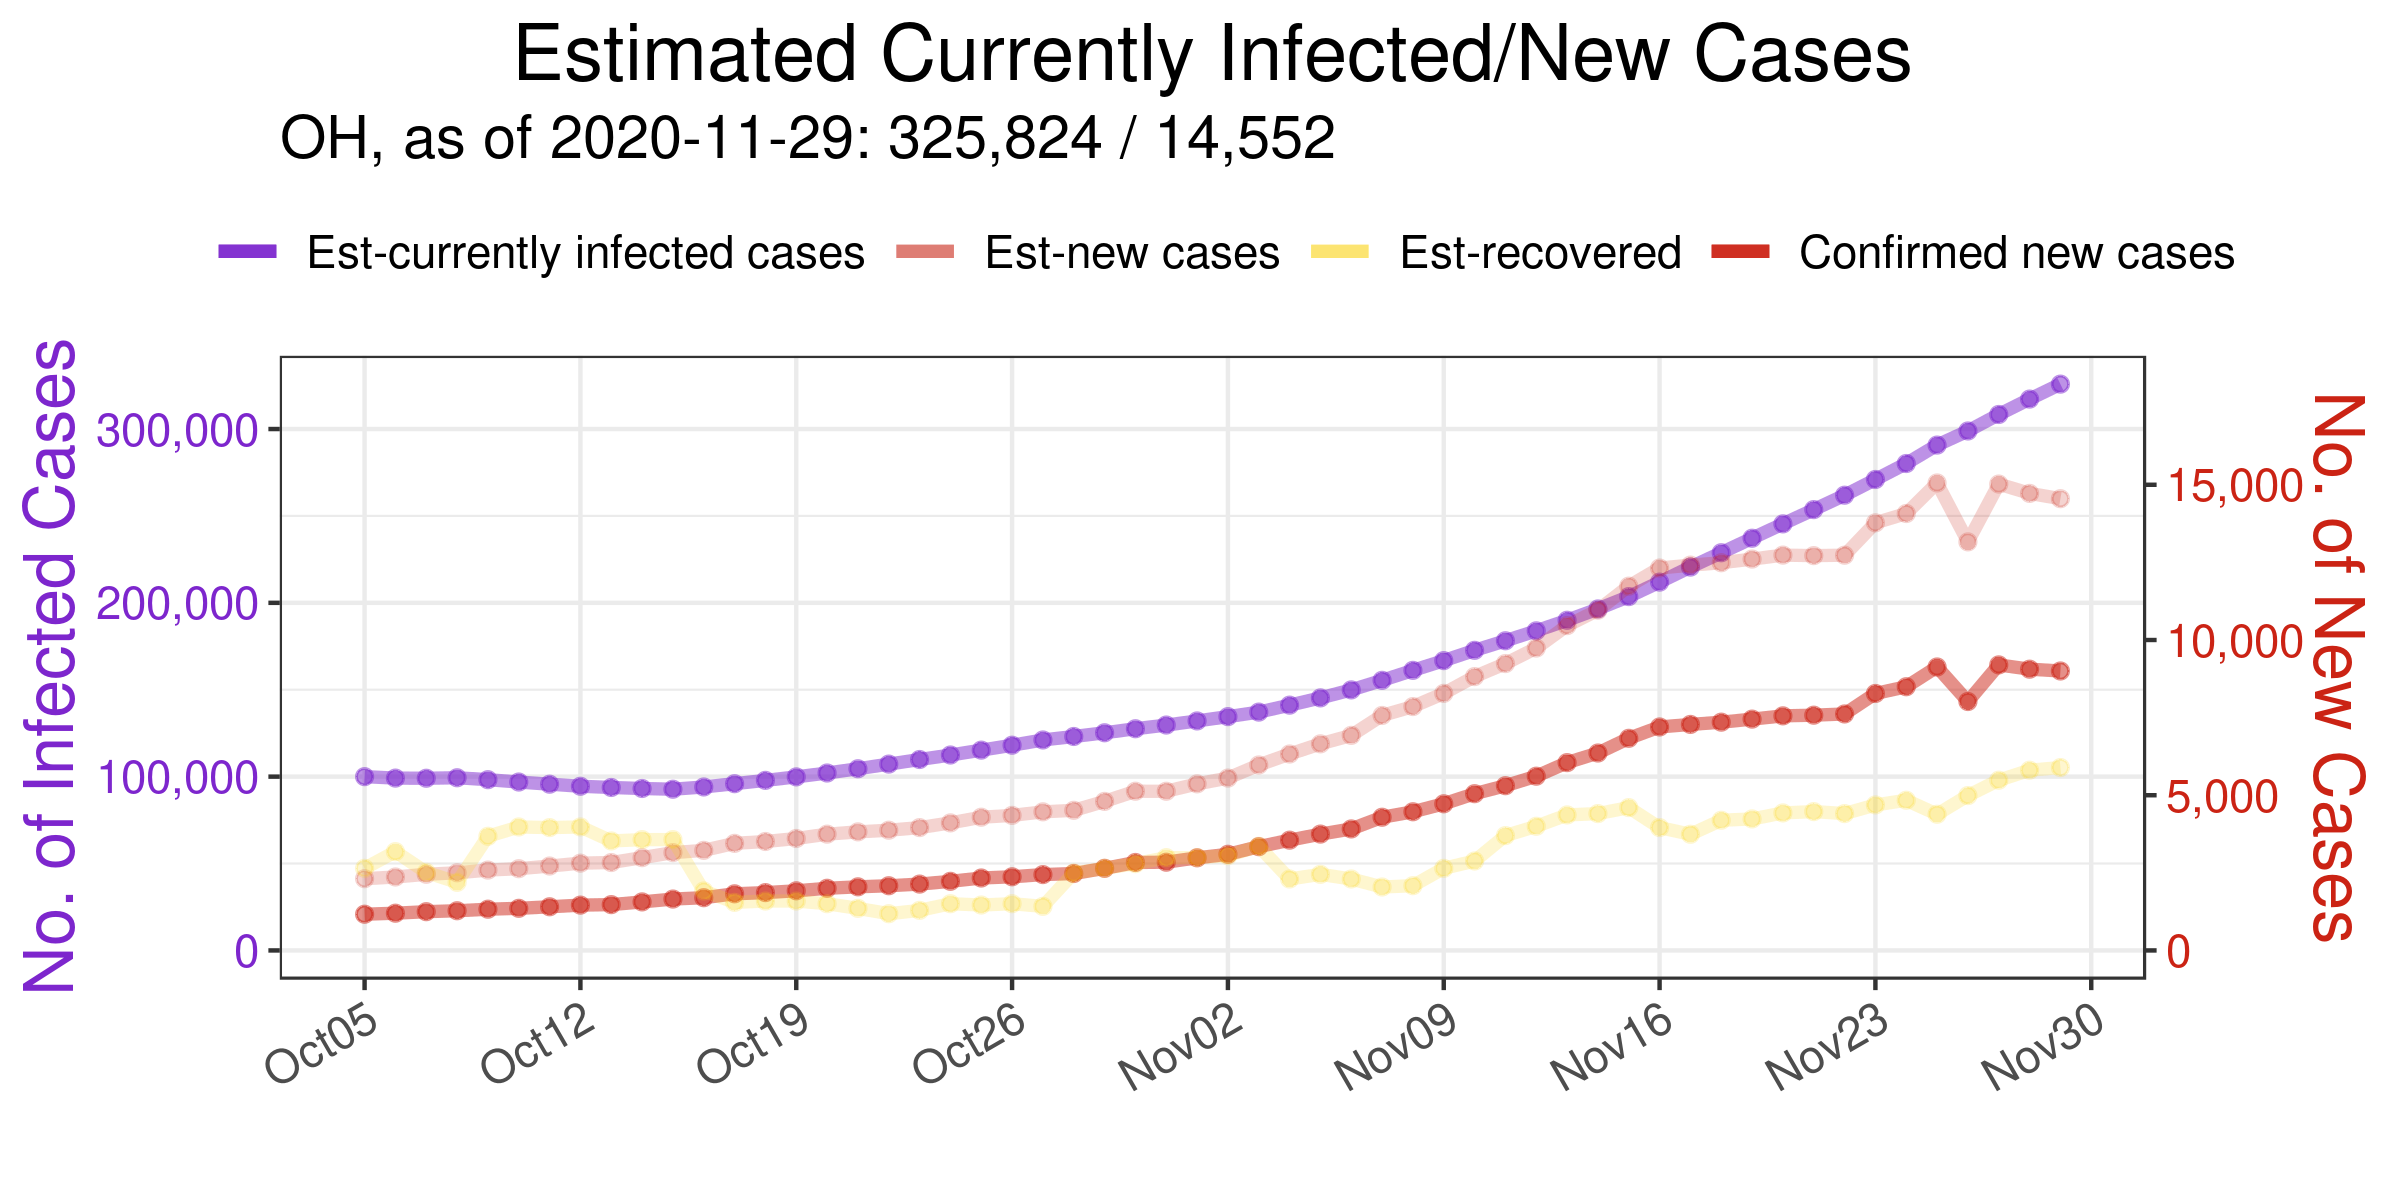 Estimated Currently Infected/New Cases
OH, as of 2020-11-29: 325,824 / 14,552
Est-currently infected cases Est-new cases Est-recovered Confirmed new cases
No. of Infected Cases
300,000
200,000
100,000
0
15,000
10,000
5,000
0
No. of New Cases
Oct05 Oct12 Oct19 Oct26 Nov02 Nov09 Nov16 Nov23 Nov30